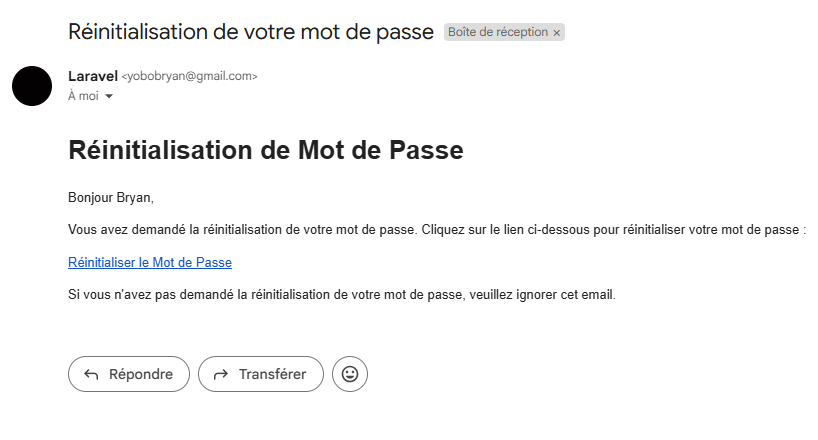 Réinitialisation de votre mot de passe Boîte de réception ×
Laravel <yobobryan@gmail.com>
À moi
Réinitialisation de Mot de Passe
Bonjour Bryan,
Vous avez demandé la réinitialisation de votre mot de passe. Cliquez sur le lien ci-dessous pour réinitialiser votre mot de passe :
Réinitialiser le Mot de Passe
Si vous n'avez pas demandé la réinitialisation de votre mot de passe, veuillez ignorer cet email.
Répondre Transférer